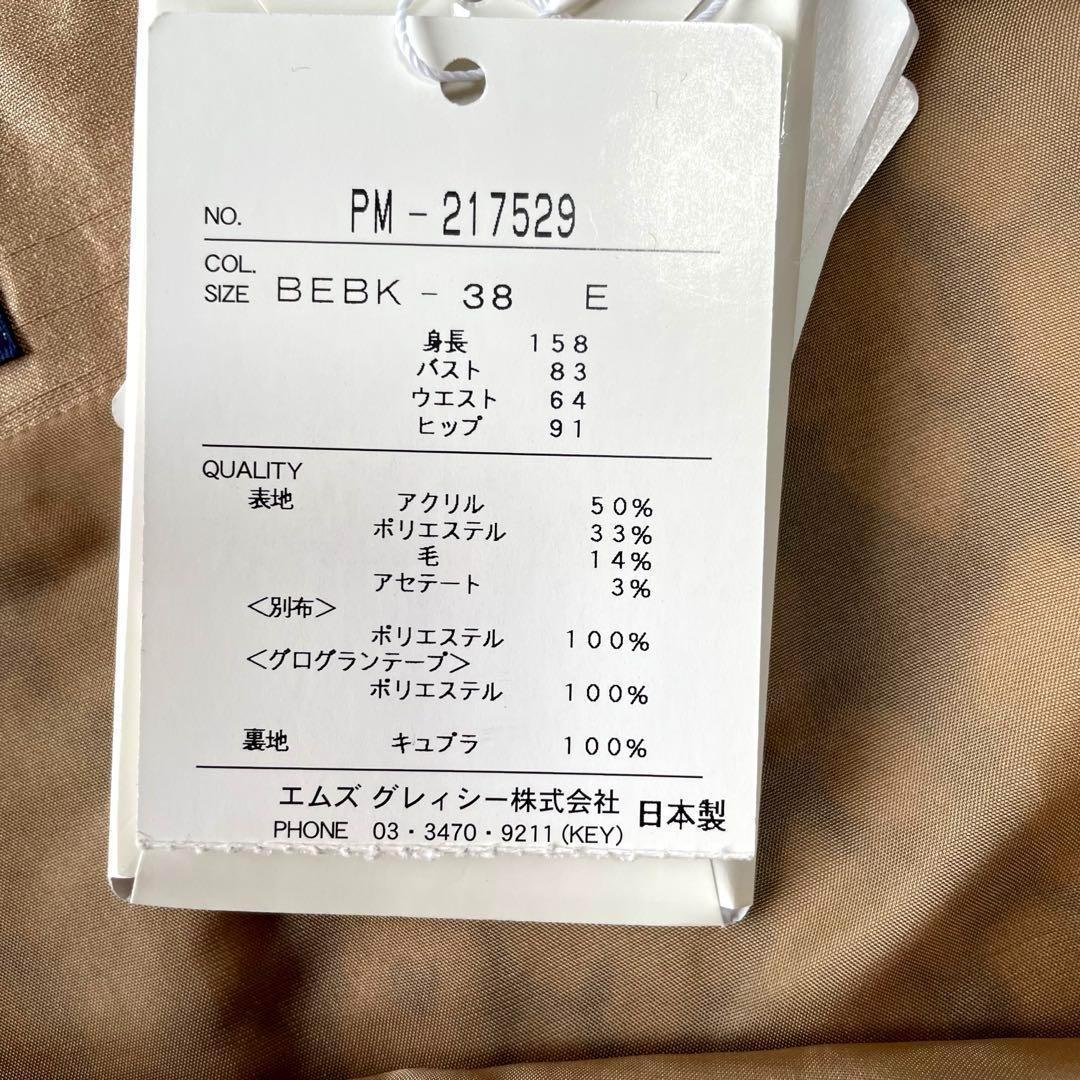 NO. PM-217529
COL.
SIZE BEBK-38 E
身長 158
バスト 83
ウエスト 64
ヒップ 91
QUALITY
表地 アクリル 50%
ポリエステル 33%
毛 14%
アセテート 3%
<別布>
ポリエステル 100%
<グログランテープ>
ポリエステル 100%
裏地 キュプラ 100%
エムズ グレィシー株式会社 日本製
PHONE 03・3470・9211(KEY)